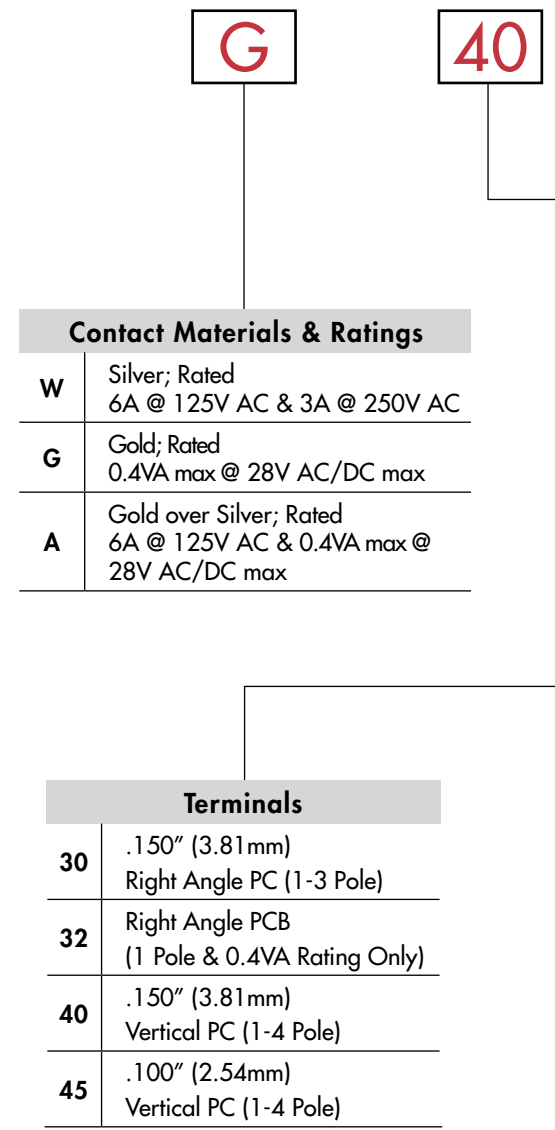 G 40
Contact Materials & Ratings
W Silver; Rated
6A @ 125V AC & 3A @ 250V AC
G Gold; Rated
0.4VA max @ 28V AC/DC max
A Gold over Silver; Rated
6A @ 125V AC & 0.4VA max @
28V AC/DC max
Terminals
30 .150” (3.81mm)
Right Angle PC (1-3 Pole)
32 Right Angle PCB
(1 Pole & 0.4VA Rating Only)
40 .150” (3.81mm)
Vertical PC (1-4 Pole)
45 .100” (2.54mm)
Vertical PC (1-4 Pole)